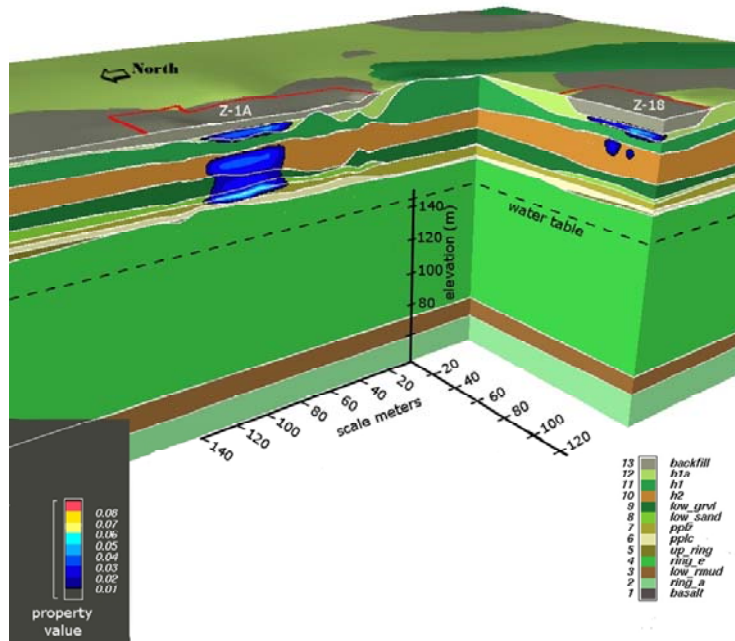 North
Z-1A
Z-18
140
120
100
80
elevation (m)
water table
20
40
60
80
100
120
140
scale meters
20
40
60
80
100
120
0.08
0.07
0.06
0.05
0.04
0.03
0.02
0.01
property
value
13 backfill
12 h1a
11 h1
10 h2
9 low_grvl
8 low_sand
7 pplz
6 pplc
5 up_ring
4 ring_e
3 low_rmud
2 ring_a
1 basalt